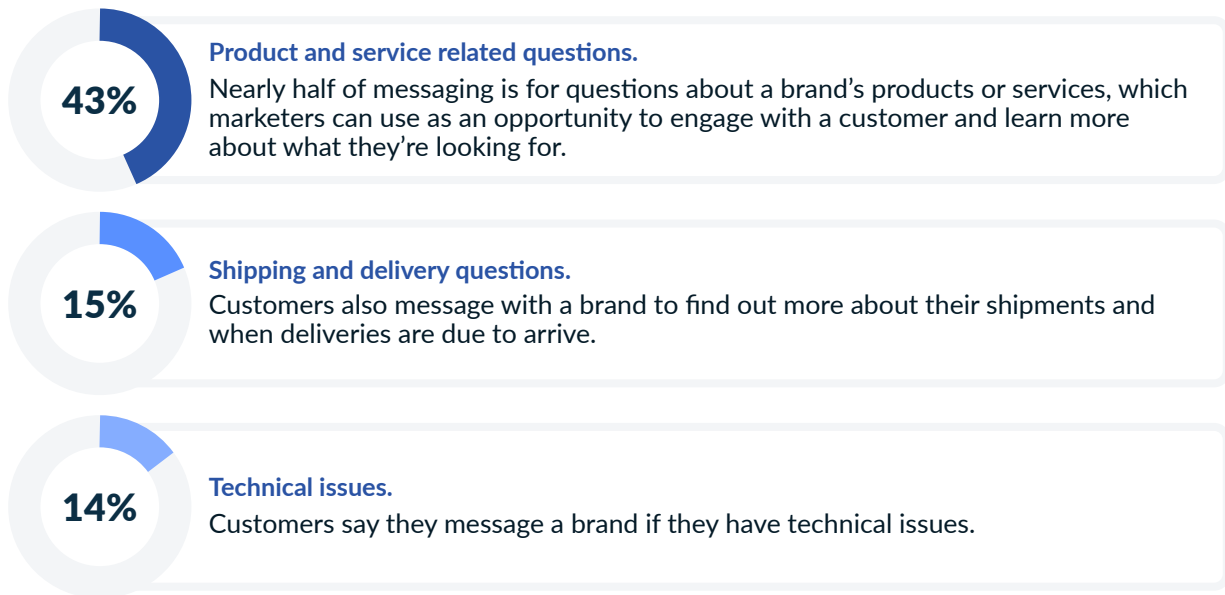 43%
Product and service related questions.
Nearly half of messaging is for questions about a brand’s products or services, which
marketers can use as an opportunity to engage with a customer and learn more
about what they’re looking for.
15%
Shipping and delivery questions.
Customers also message with a brand to find out more about their shipments and
when deliveries are due to arrive.
14%
Technical issues.
Customers say they message a brand if they have technical issues.